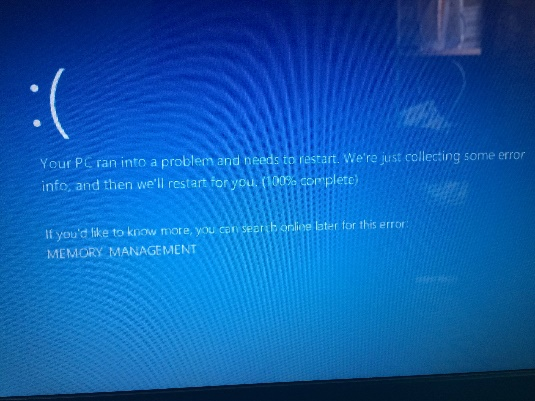 :(
Your PC ran into a problem and needs to restart. We're just collecting some error
info, and then we'll restart for you. (100% complete)
If you'd like to know more, you can search online later for this error:
MEMORY_MANAGEMENT